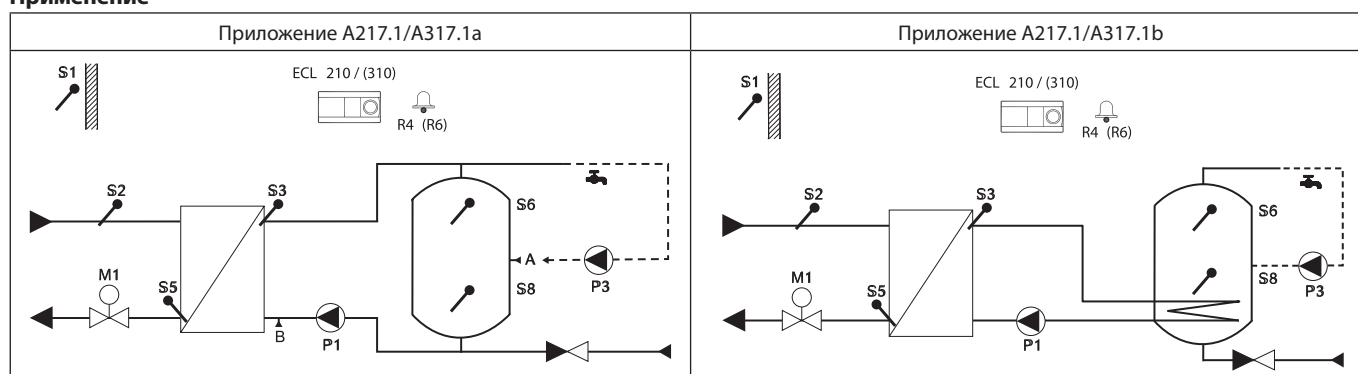 Применение
Приложение A217.1/A317.1a
S1
ECL 210 / (310)
R4 (R6)
S2
S3
S6
A
S8
P3
M1
S5
B
P1
Приложение A217.1/A317.1b
S1
ECL 210 / (310)
R4 (R6)
S2
S3
S6
S8
P3
M1
S5
P1